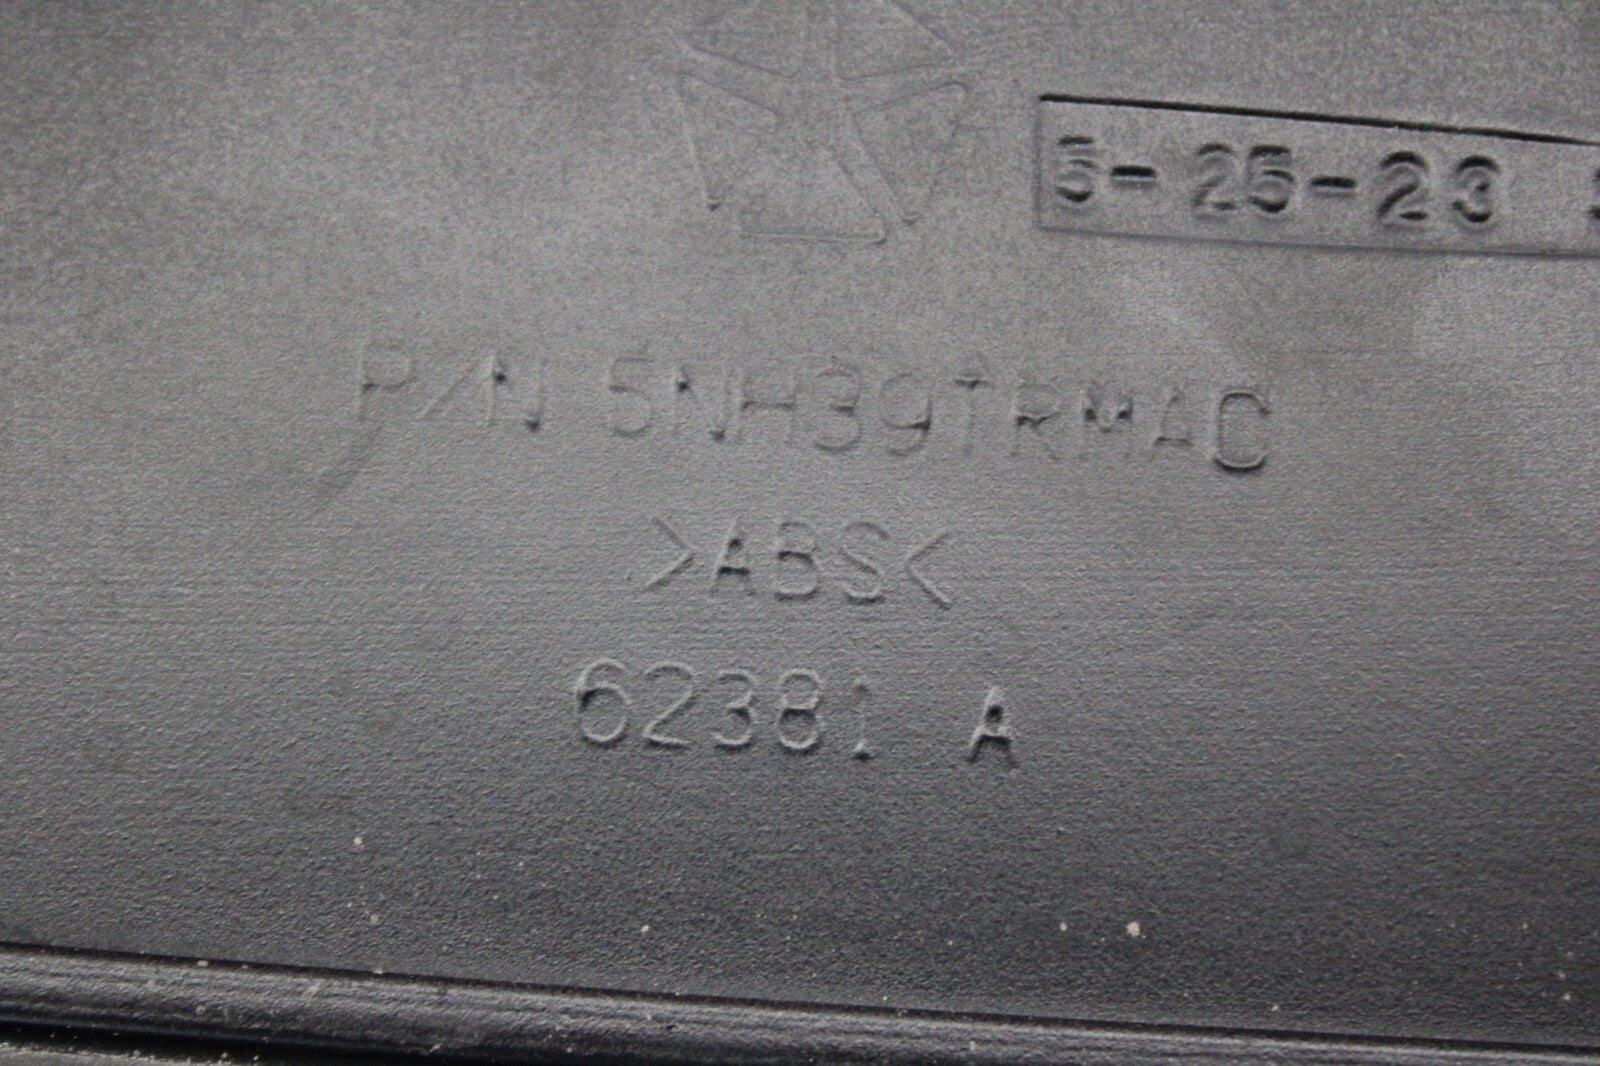 5-25-23
P/N 5NH39TRMAC
>ABS<
62381 A